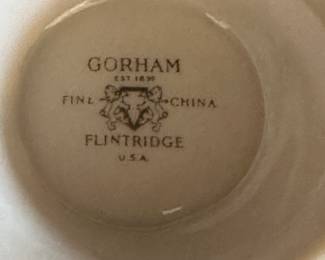 GORHAM
EST 1831
FINE CHINA
FLINTRIDGE
U.S.A.